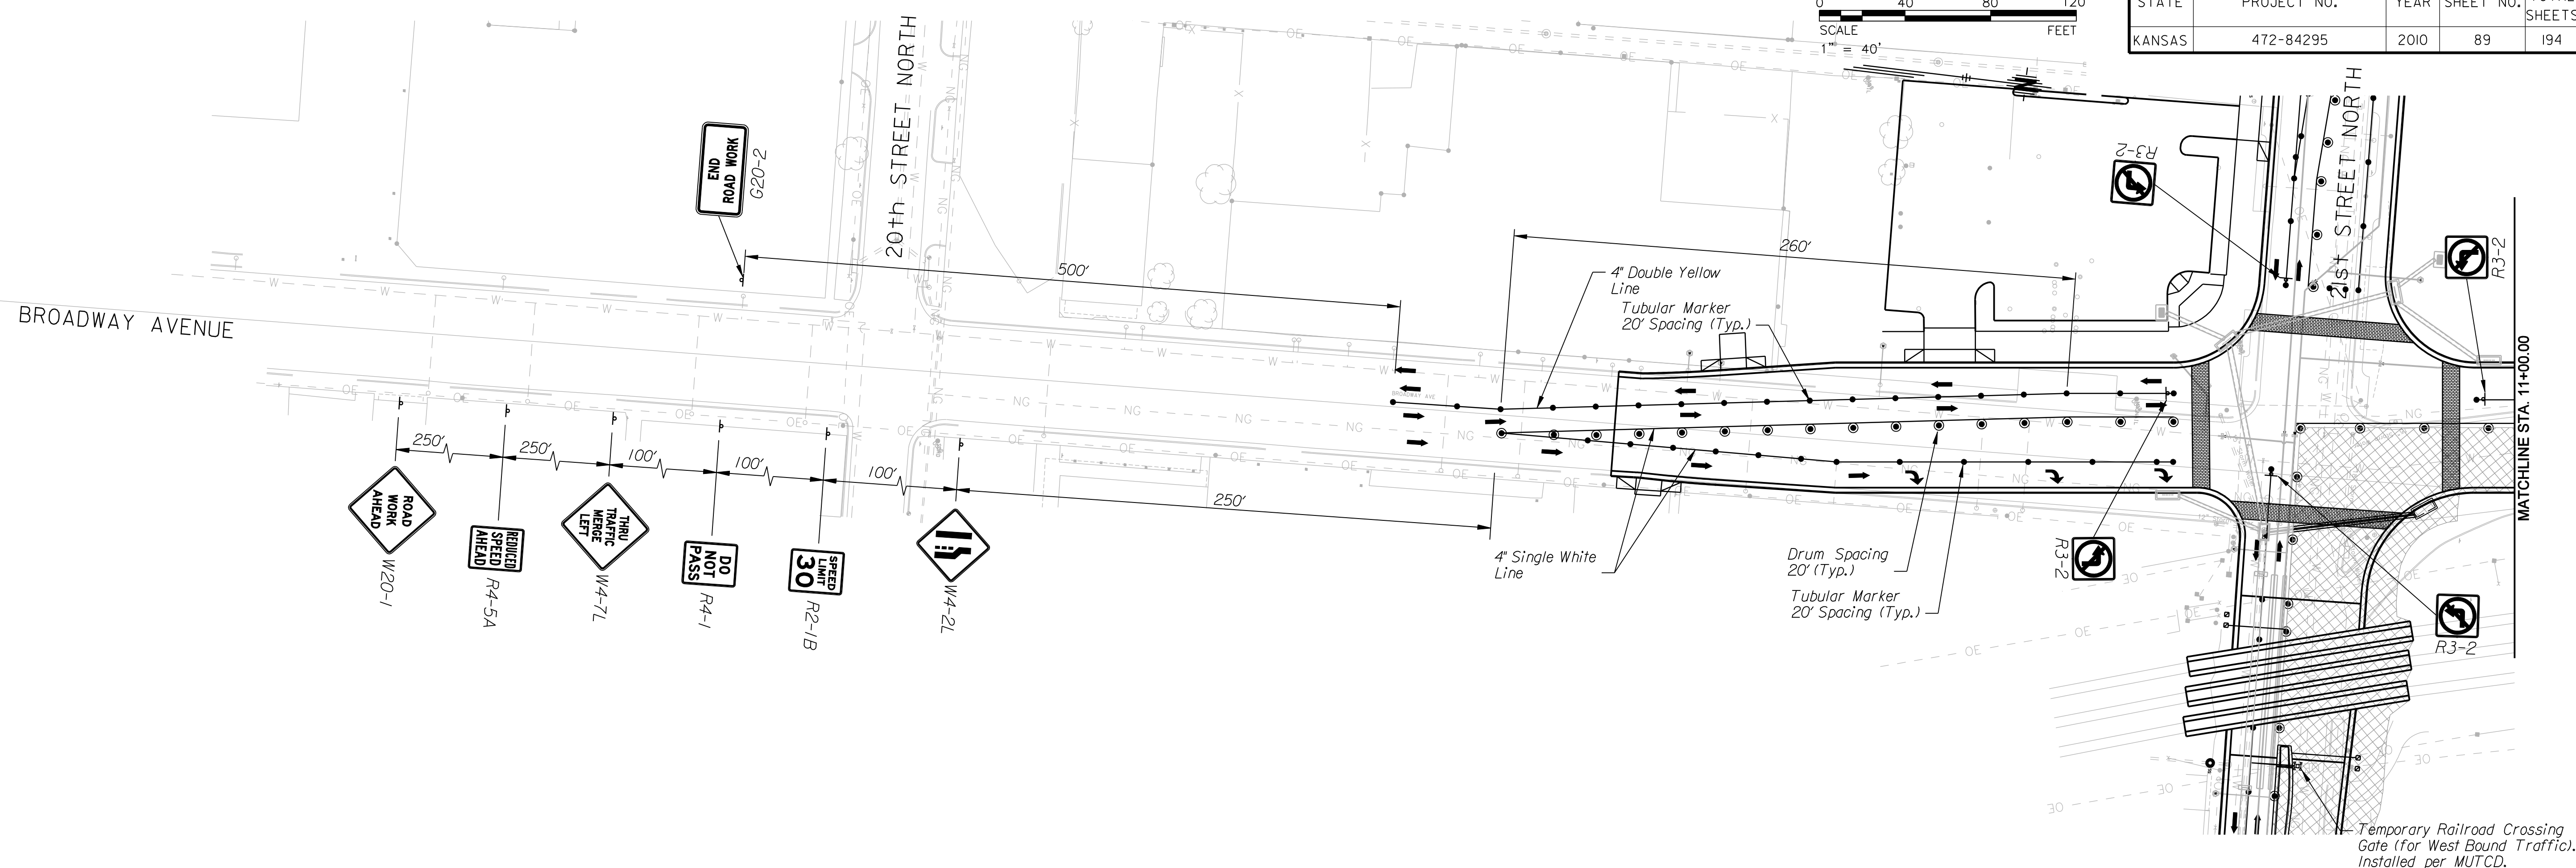 0 40 80 120
SCALE FEET
1" = 40'
STATE PROJECT NO. YEAR SHEET NO. TOTAL SHEETS
KANSAS 472-84295 2010 89 194
N
20th STREET NORTH
21st STREET NORTH
BROADWAY AVENUE
END
ROAD WORK
G20-2
500'
260'
4" Double Yellow
Line
Tubular Marker
20' Spacing (Typ.)
R3-2
R3-2
MATCHLINE STA. 11+00.00
BROADWAY AVE
250'
250'
100'
100'
100'
250'
ROAD
WORK
AHEAD
W20-1
REDUCED
SPEED
AHEAD
R4-5A
THRU
TRAFFIC
MERGE
LEFT
W4-7L
DO
NOT
PASS
R4-1
SPEED
LIMIT
30
R2-1B
W4-2L
4" Single White
Line
Drum Spacing
20' (Typ.)
Tubular Marker
20' Spacing (Typ.)
R3-2
R3-2
Temporary Railroad Crossing
Gate (for West Bound Traffic).
Installed per MUTCD.